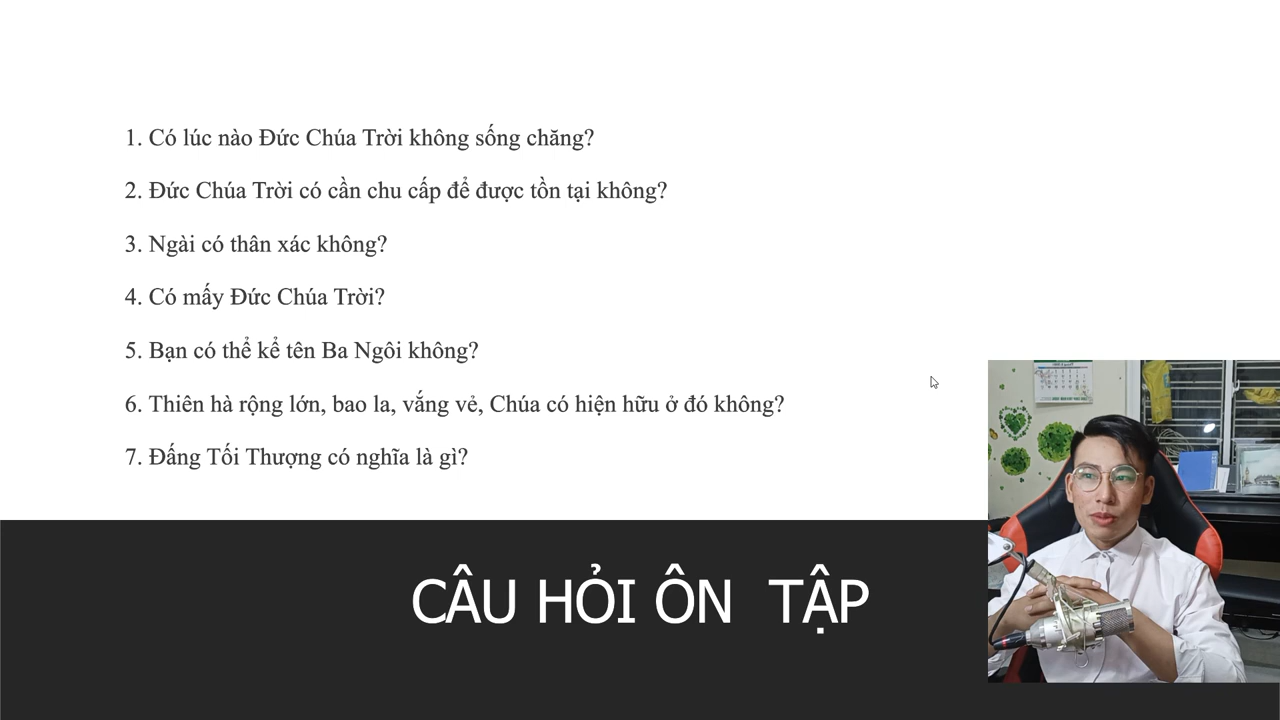 1. Có lúc nào Đức Chúa Trời không sống chăng?
2. Đức Chúa Trời có cần chu cấp để được tồn tại không?
3. Ngài có thân xác không?
4. Có mấy Đức Chúa Trời?
5. Bạn có thể kể tên Ba Ngôi không?
6. Thiên hà rộng lớn, bao la, vắng vẻ, Chúa có hiện hữu ở đó không?
7. Đấng Tối Thượng có nghĩa là gì?
CÂU HỎI ÔN TẬP